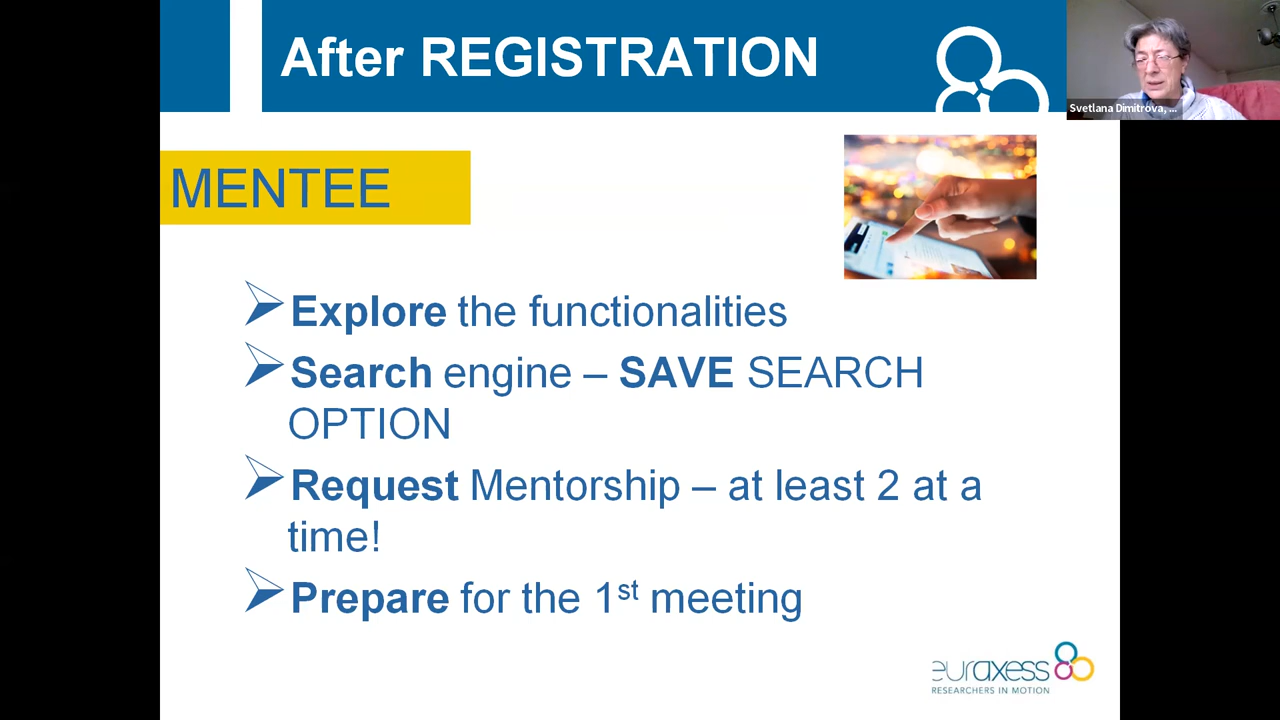 After REGISTRATION
Svetlana Dimitrova, ...
MENTEE
Explore the functionalities
Search engine – SAVE SEARCH
OPTION
Request Mentorship – at least 2 at a
time!
Prepare for the 1st meeting
euraxess
RESEARCHERS IN MOTION